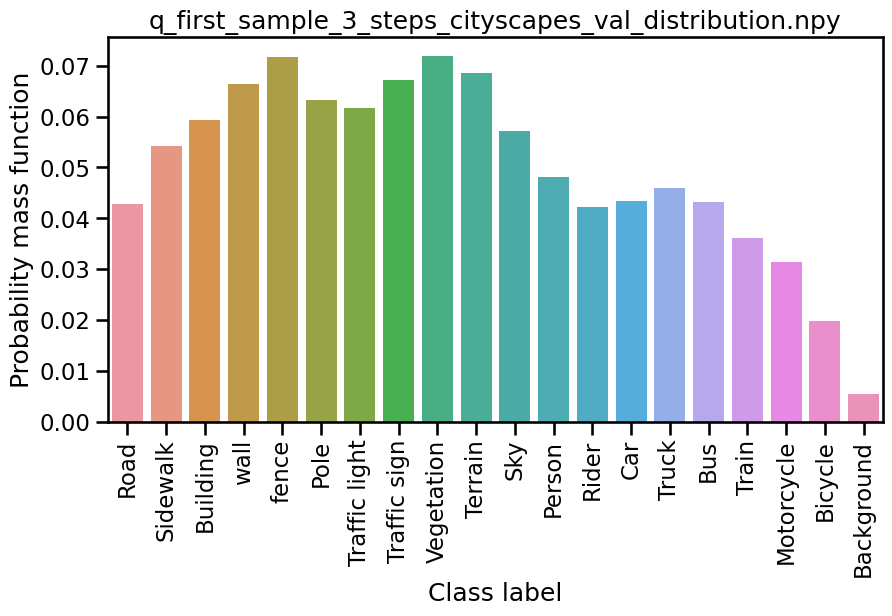 q_first_sample_3_steps_cityscapes_val_distribution.npy
Probability mass function
0.07
0.06
0.05
0.04
0.03
0.02
0.01
0.00
Road
Sidewalk
Building
wall
fence
Pole
Traffic light
Traffic sign
Vegetation
Terrain
Sky
Person
Rider
Car
Truck
Bus
Train
Motorcycle
Bicycle
Background
Class label